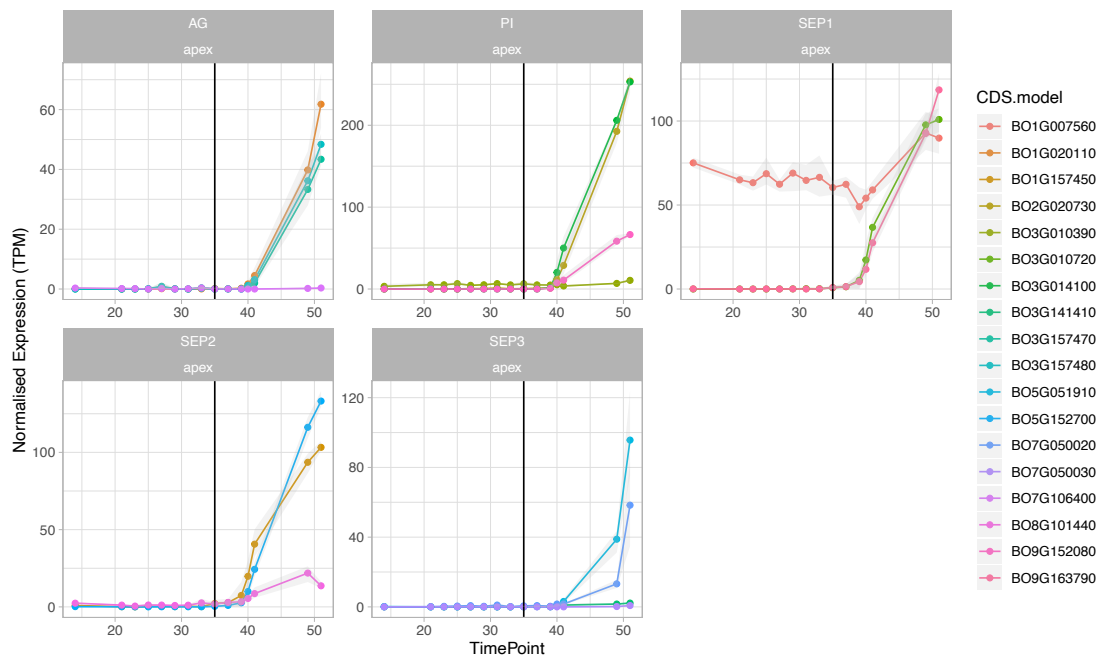 AG
apex
PI
apex
SEP1
apex
0
20
40
60
20
30
40
50
0
100
200
20
30
40
50
0
50
100
20
30
40
50
SEP2
apex
SEP3
apex
0
50
100
20
30
40
50
0
40
80
120
20
30
40
50
Normalised Expression (TPM)
TimePoint
CDS.model
BO1G007560
BO1G020110
BO1G157450
BO2G020730
BO3G010390
BO3G010720
BO3G014100
BO3G141410
BO3G157470
BO3G157480
BO5G051910
BO5G152700
BO7G050020
BO7G050030
BO7G106400
BO8G101440
BO9G152080
BO9G163790